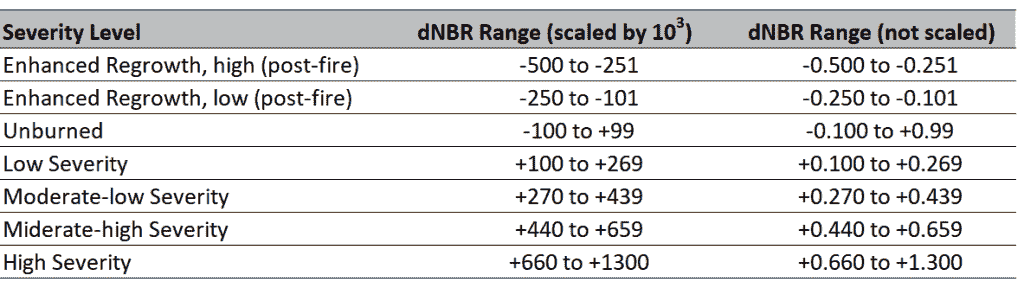 Severity Level dNBR Range (scaled by 10³) dNBR Range (not scaled)
Enhanced Regrowth, high (post-fire) -500 to -251 -0.500 to -0.251
Enhanced Regrowth, low (post-fire) -250 to -101 -0.250 to -0.101
Unburned -100 to +99 -0.100 to +0.99
Low Severity +100 to +269 +0.100 to +0.269
Moderate-low Severity +270 to +439 +0.270 to +0.439
Miderate-high Severity +440 to +659 +0.440 to +0.659
High Severity +660 to +1300 +0.660 to +1.300